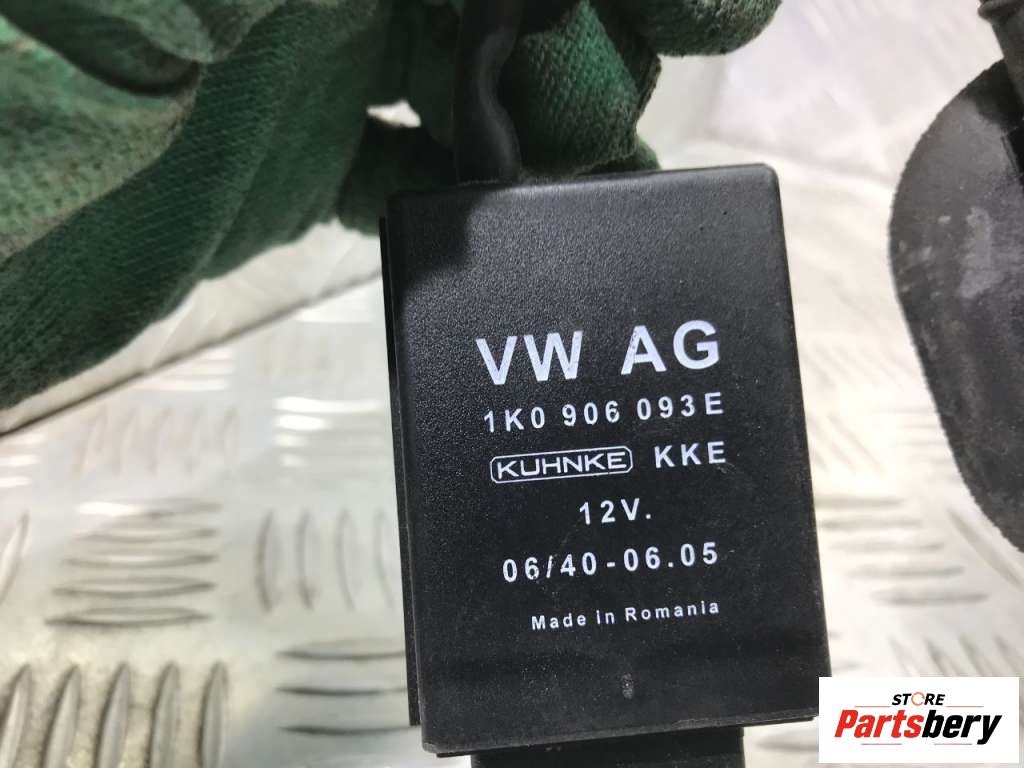 VW AG
1K0 906 093E
KUHNKE KKE
12V.
06/40-06.05
Made in Romania
STORE
Partsbery